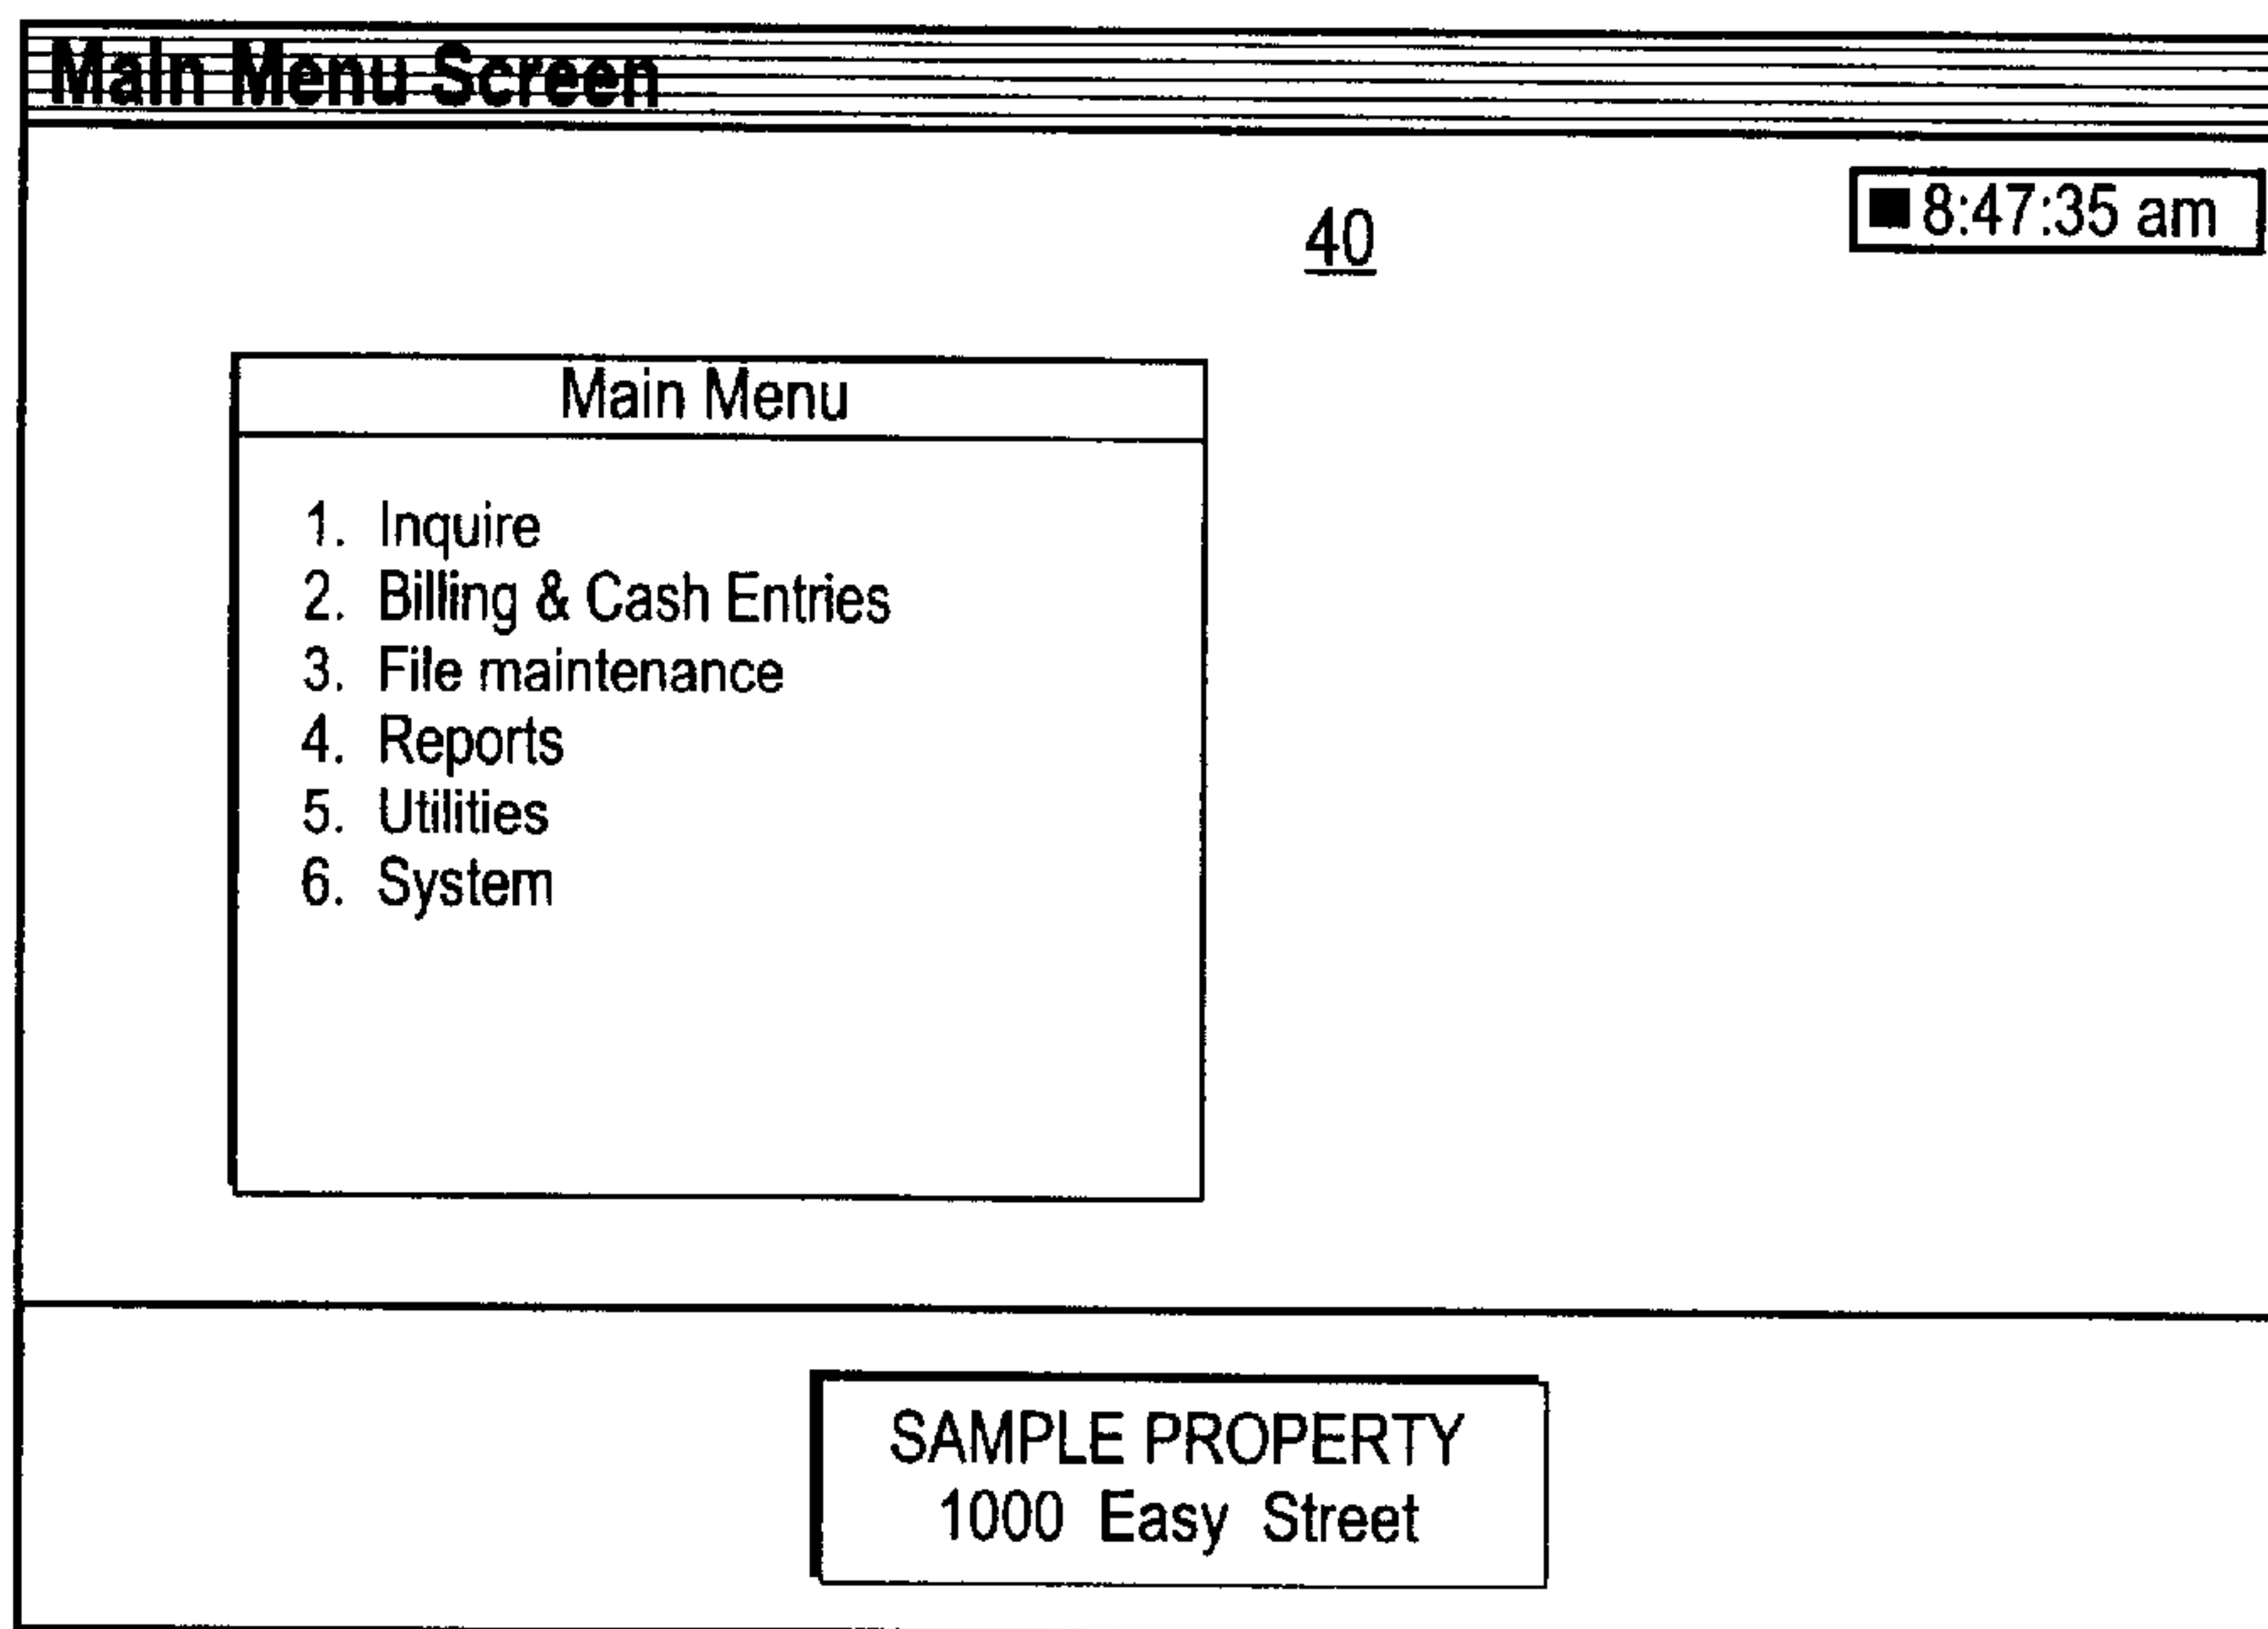 Main Menu Screen
8:47:35 am
40
Main Menu
1. Inquire
2. Billing & Cash Entries
3. File maintenance
4. Reports
5. Utilities
6. System
SAMPLE PROPERTY
1000 Easy Street